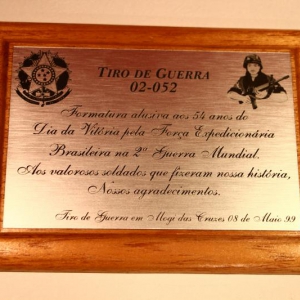 TIRO DE GUERRA
02-052
Formatura alusiva aos 54 anos do
Dia da Vitória pela Força Expedicionária
Brasileira na 2ª Guerra Mundial.
Aos valorosos soldados que fizeram nossa história,
Nossos agradecimentos.
Tiro de Guerra em Mogi das Cruzes 08 de Maio 99